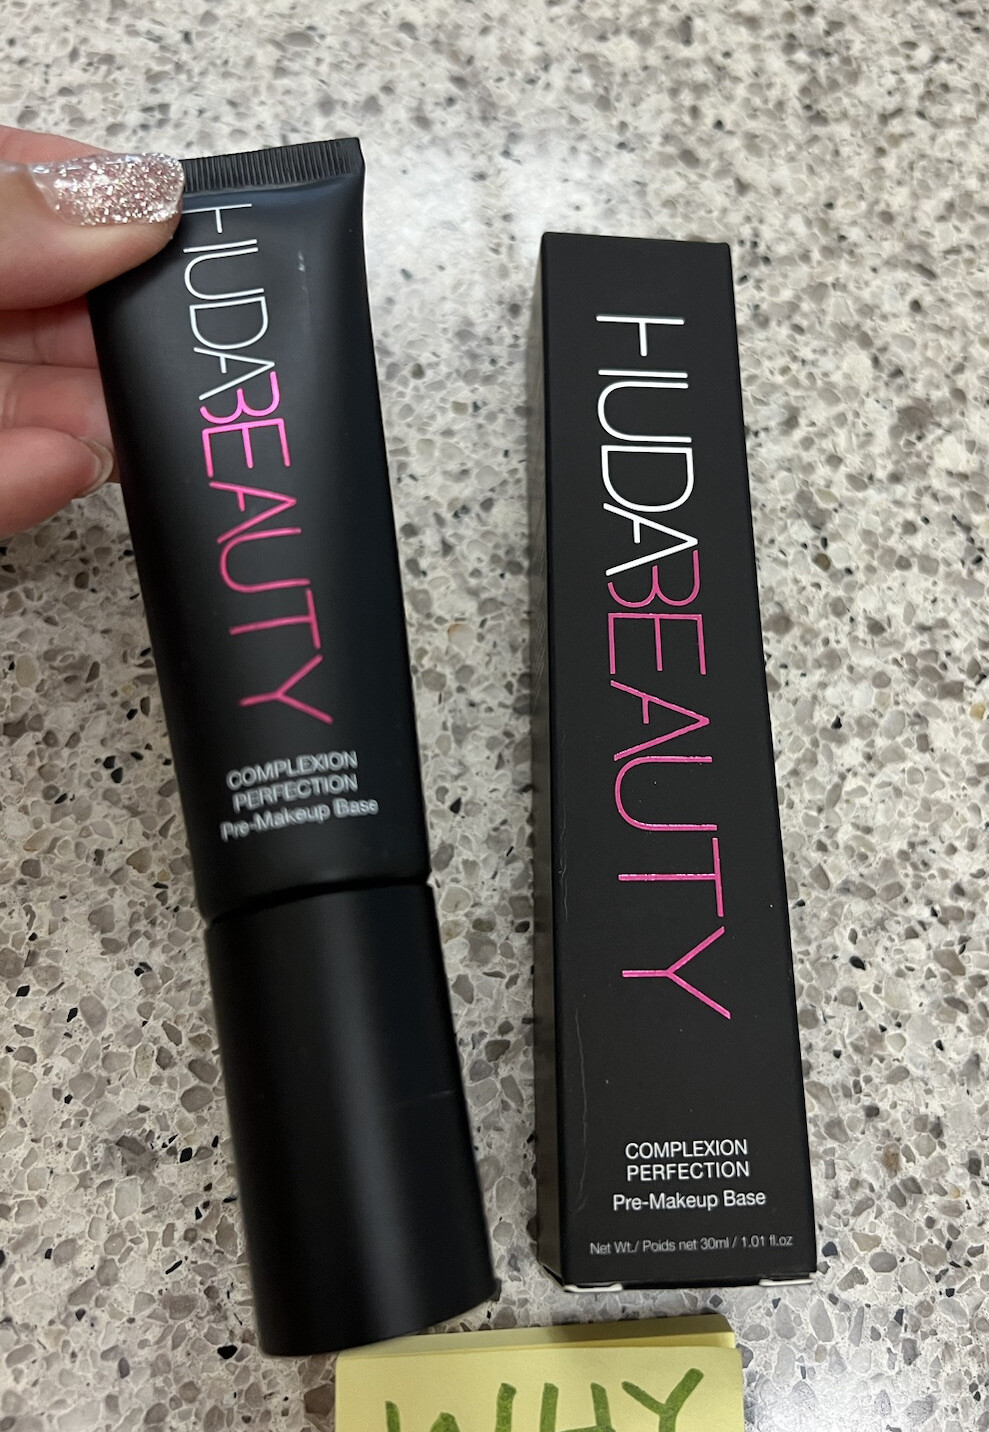 HUDABEAUTY
COMPLEXION
PERFECTION
Pre-Makeup Base
HUDABEAUTY
COMPLEXION
PERFECTION
Pre-Makeup Base
Net Wt./ Poids net 30ml / 1.01 fl.oz
WHY